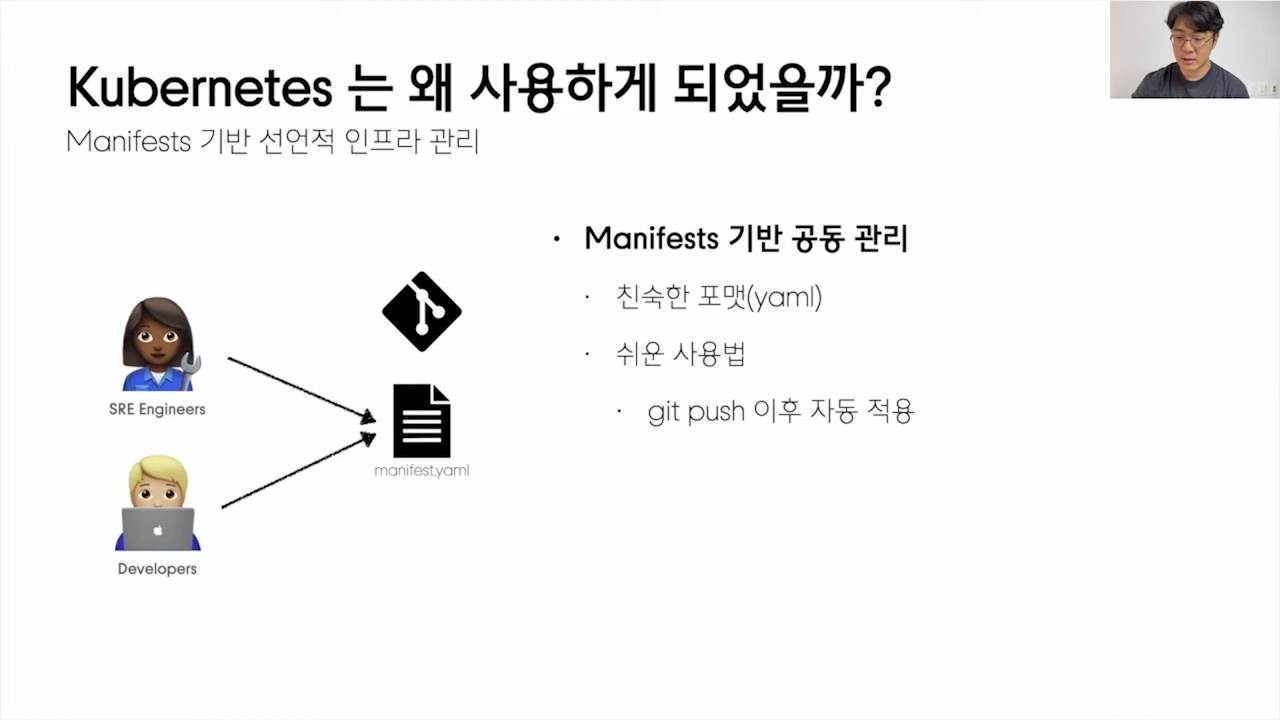 Kubernetes 는 왜 사용하게 되었을까?
Manifests 기반 선언적 인프라 관리
• Manifests 기반 공동 관리
· 친숙한 포맷(yaml)
· 쉬운 사용법
· git push 이후 자동 적용
SRE Engineers
manifest.yaml
Developers